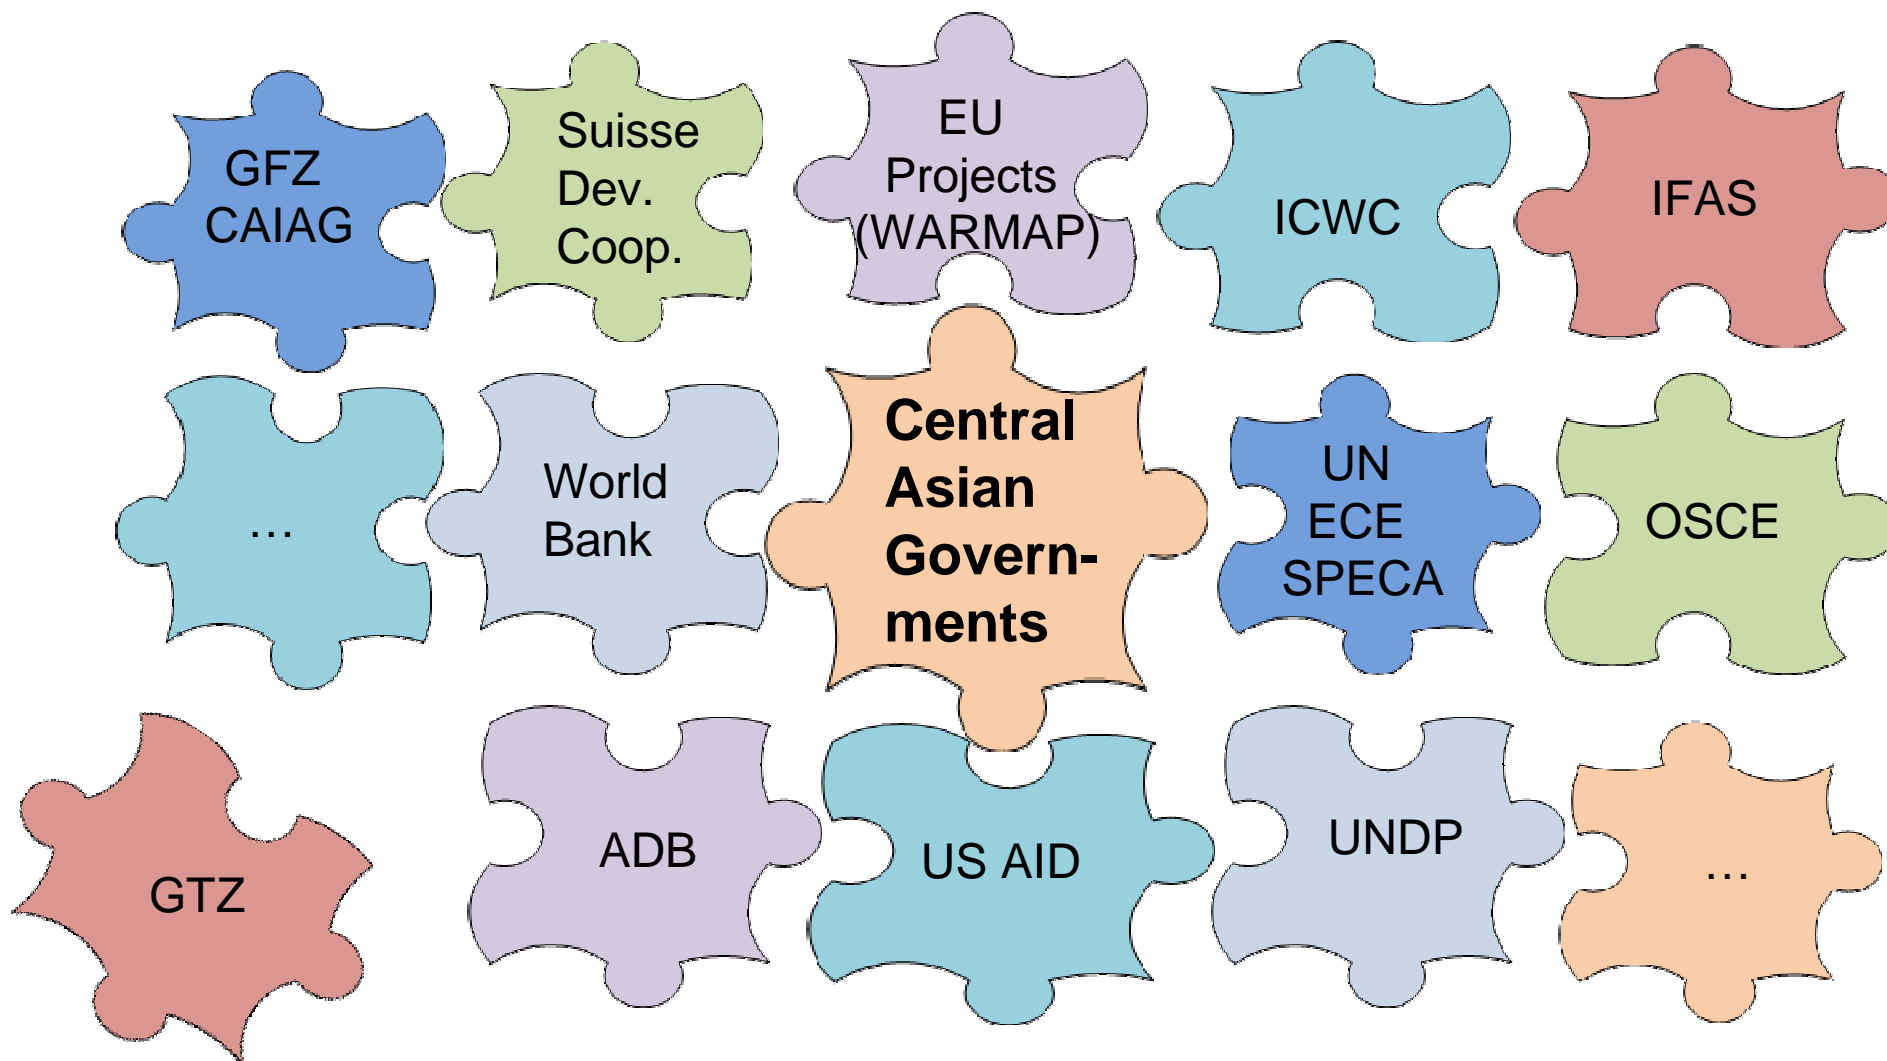 GFZ
CAIAG
Suisse
Dev.
Coop.
EU
Projects
(WARMAP)
ICWC
IFAS
…
World
Bank
Central
Asian
Govern-
ments
UN
ECE
SPECA
OSCE
GTZ
ADB
US AID
UNDP
…